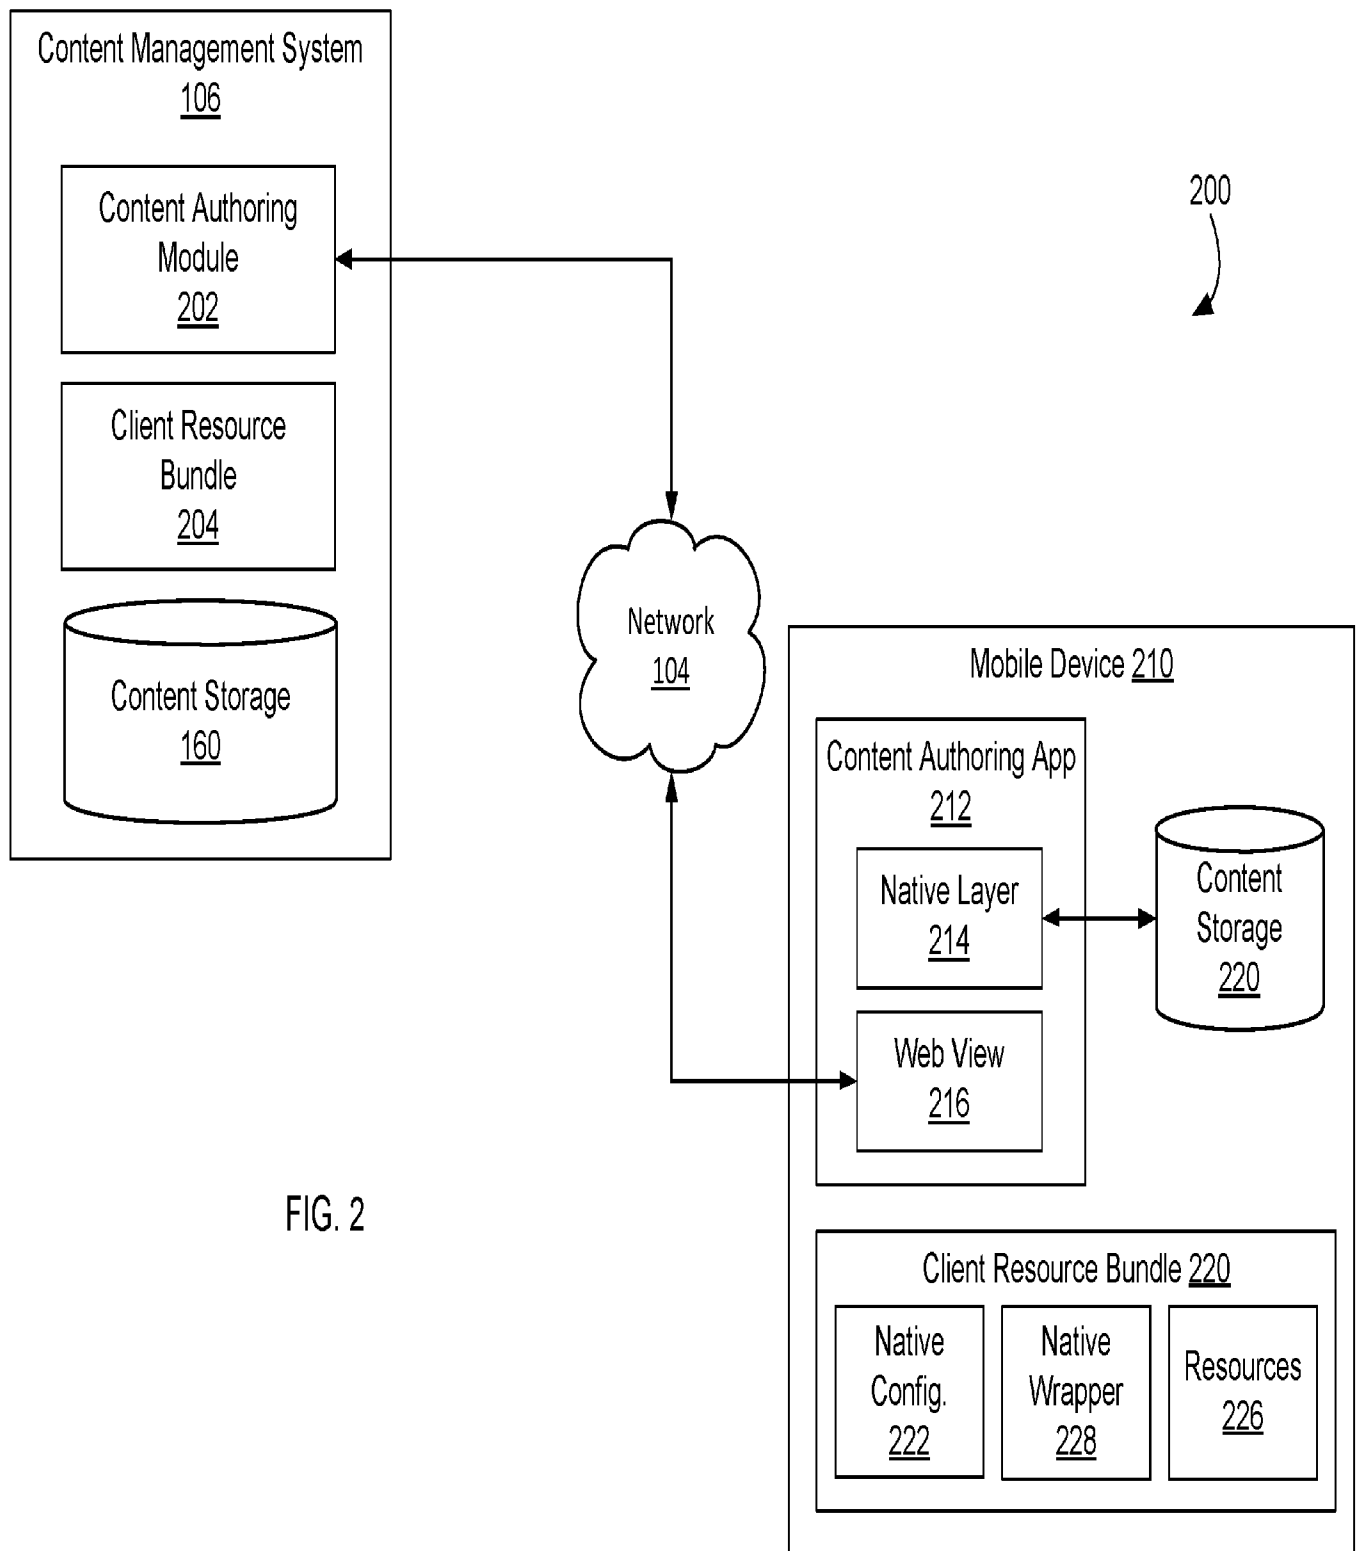 Content Management System
106
Content Authoring
Module
202
Client Resource
Bundle
204
Content Storage
160
200
Network
104
Mobile Device 210
Content Authoring App
212
Native Layer
214
Web View
216
Content
Storage
220
Client Resource Bundle 220
Native
Config.
222
Native
Wrapper
228
Resources
226
FIG. 2